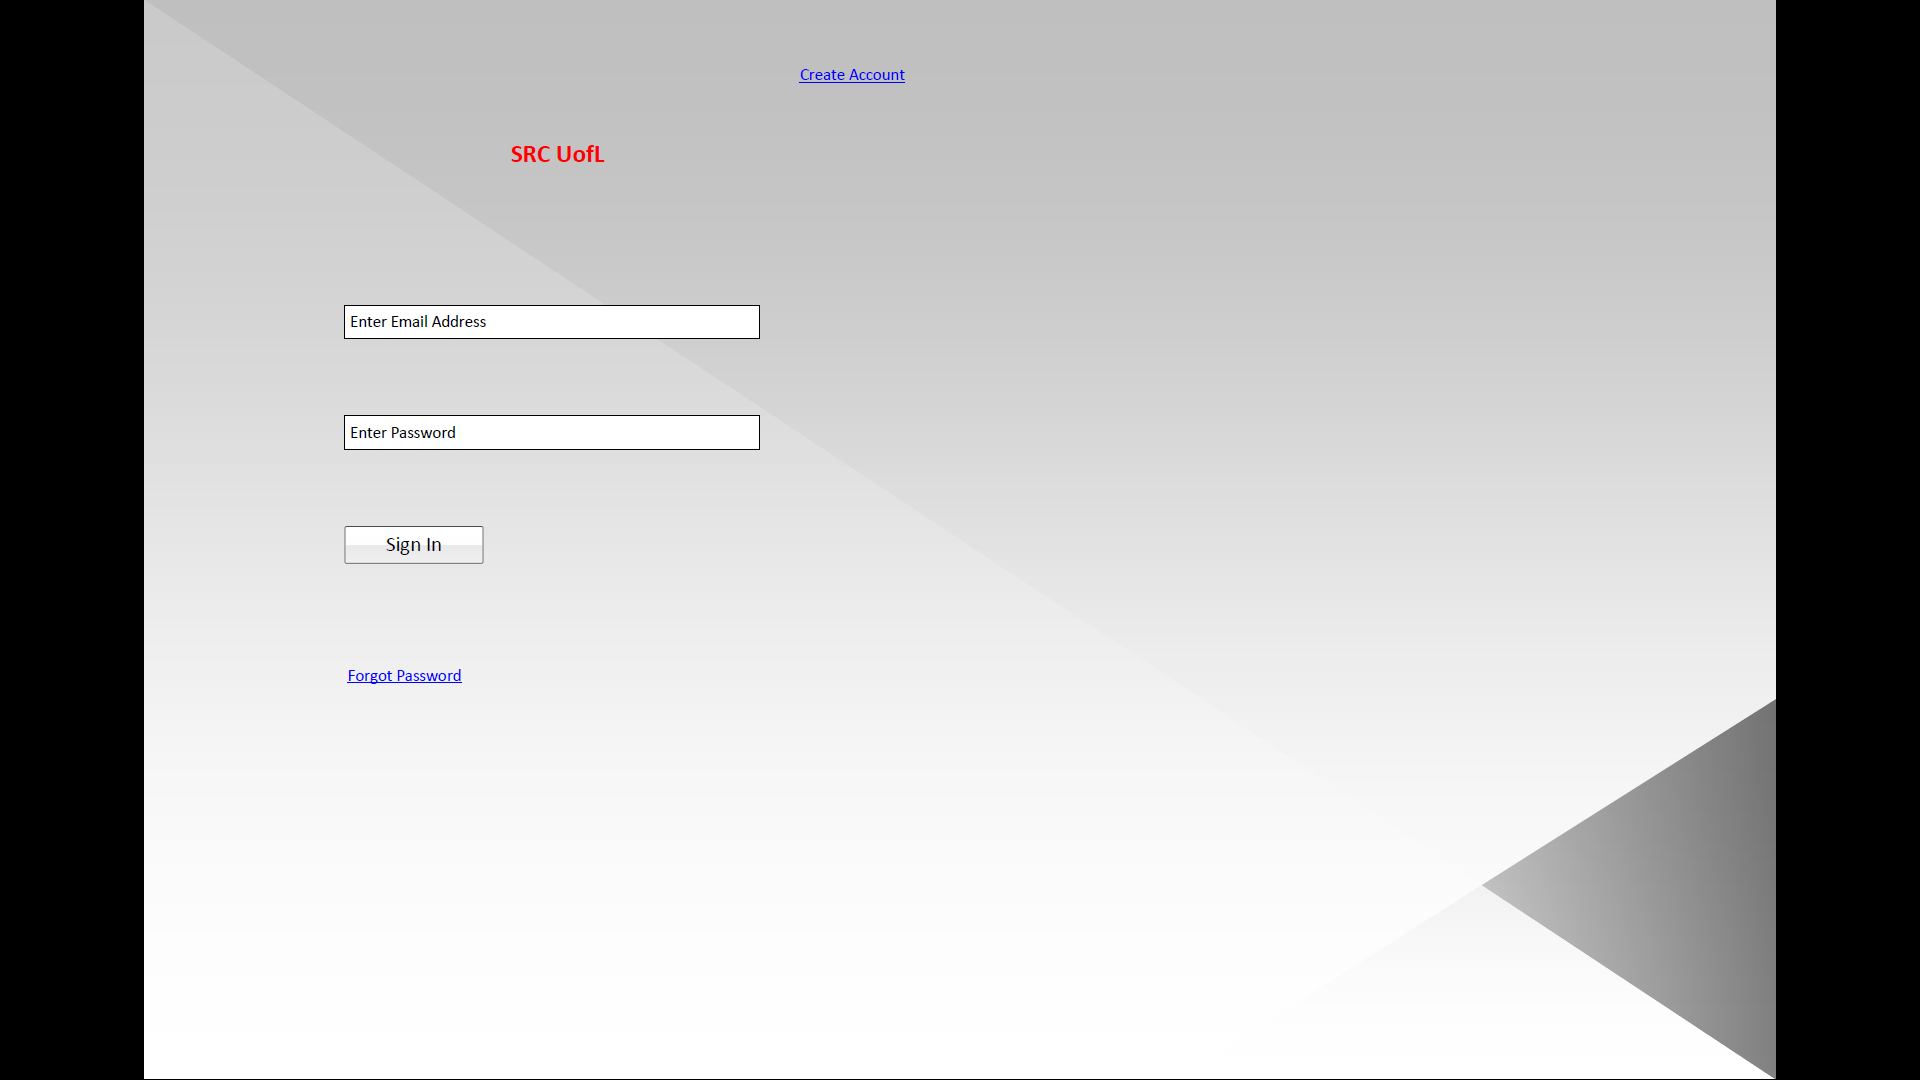 Create Account
SRC UofL
Enter Email Address
Enter Password
Sign In
Forgot Password